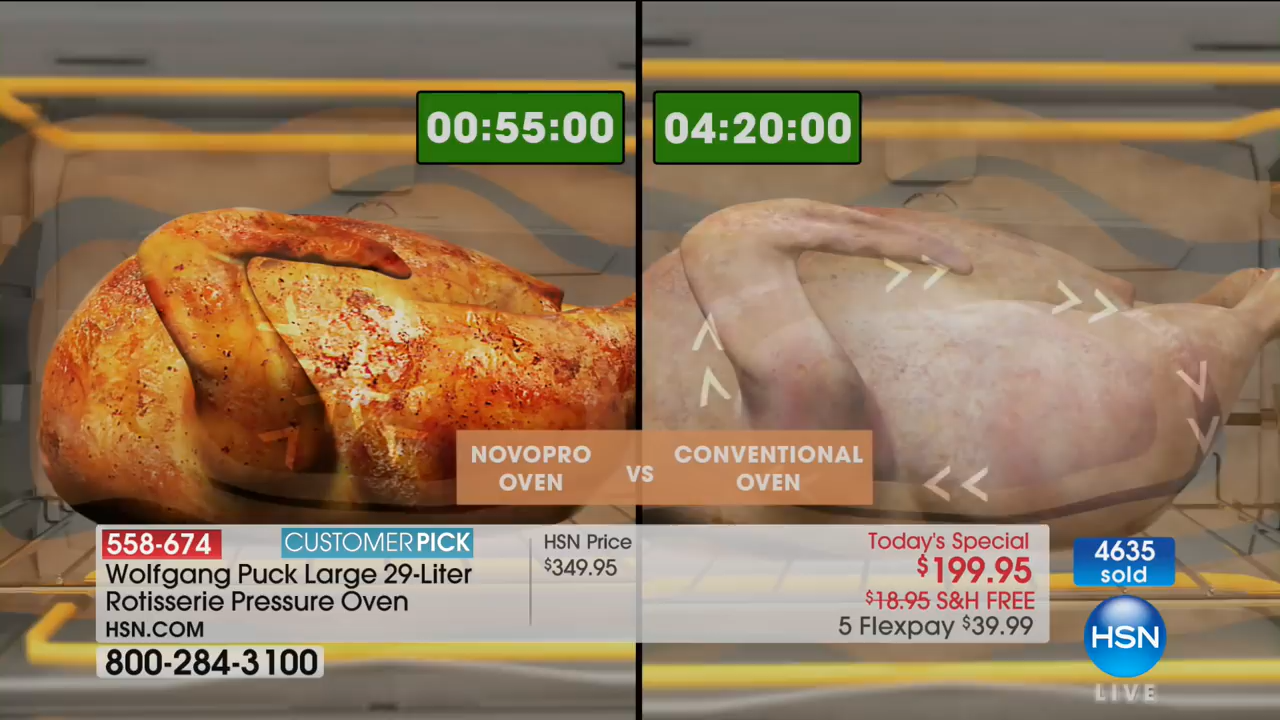 00:55:00
04:20:00
NOVOPRO
OVEN
VS
CONVENTIONAL
OVEN
558-674
CUSTOMERPICK
Wolfgang Puck Large 29-Liter
Rotisserie Pressure Oven
HSN.COM
800-284-3100
HSN Price
$349.95
Today's Special
$199.95
$18.95 S&H FREE
5 Flexpay $39.99
4635
sold
HSN
LIVE